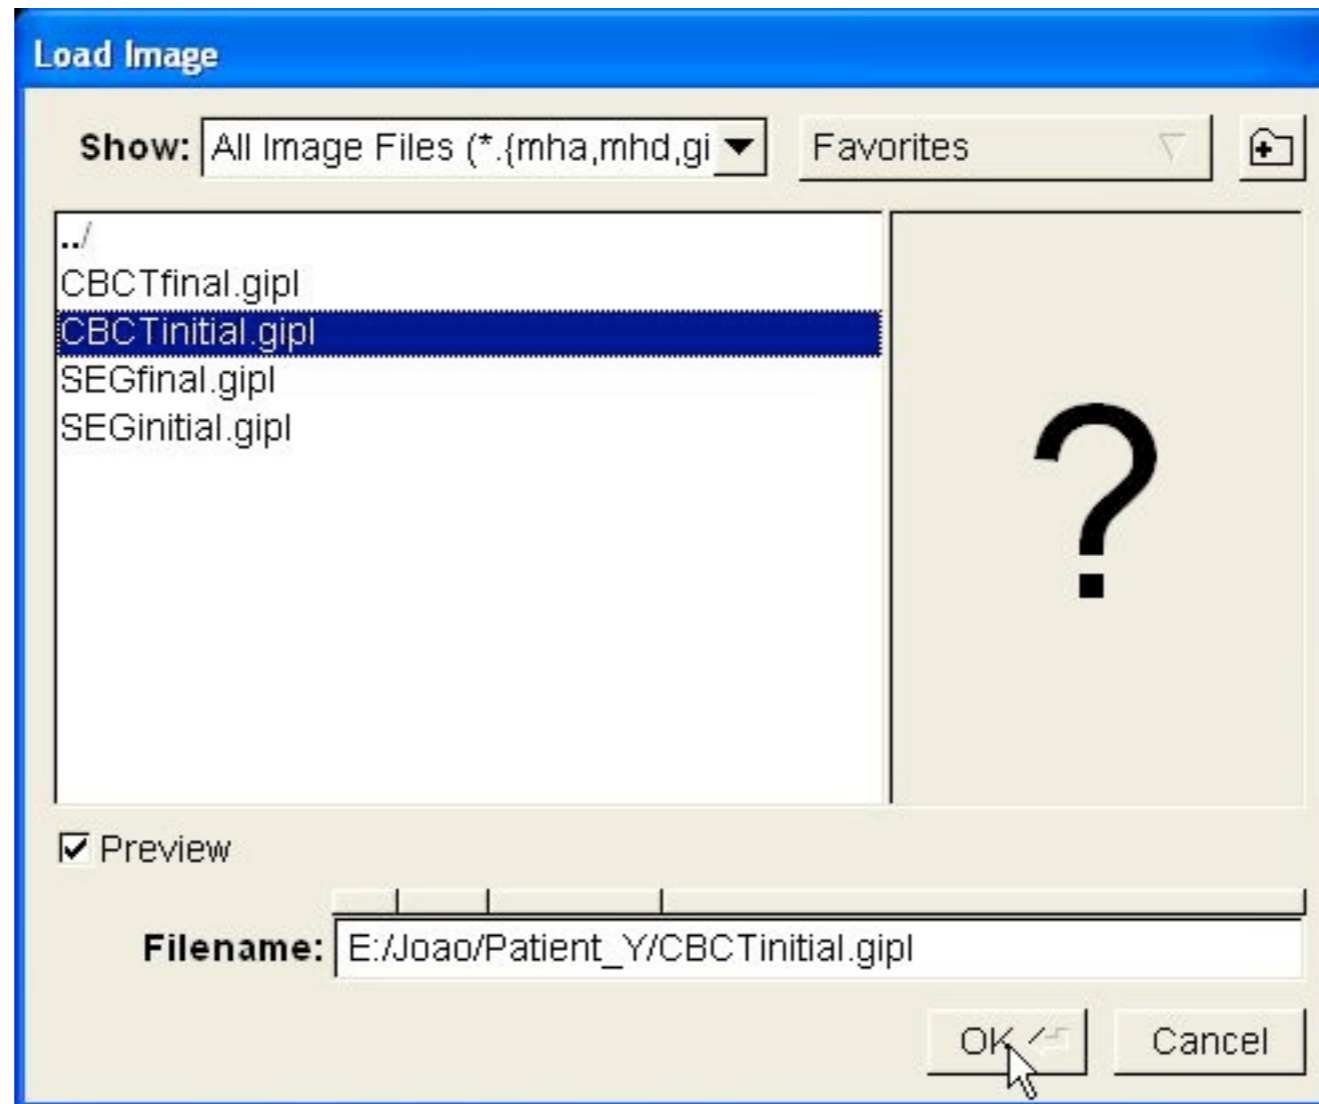 Load Image
Show: All Image Files (*.{mha,mhd,gi Favorites
../
CBCTfinal.gipl
CBCTinitial.gipl
SEGfinal.gipl
SEGinitial.gipl
?
Preview
Filename: E:/Joao/Patient_Y/CBCTinitial.gipl
OK Cancel